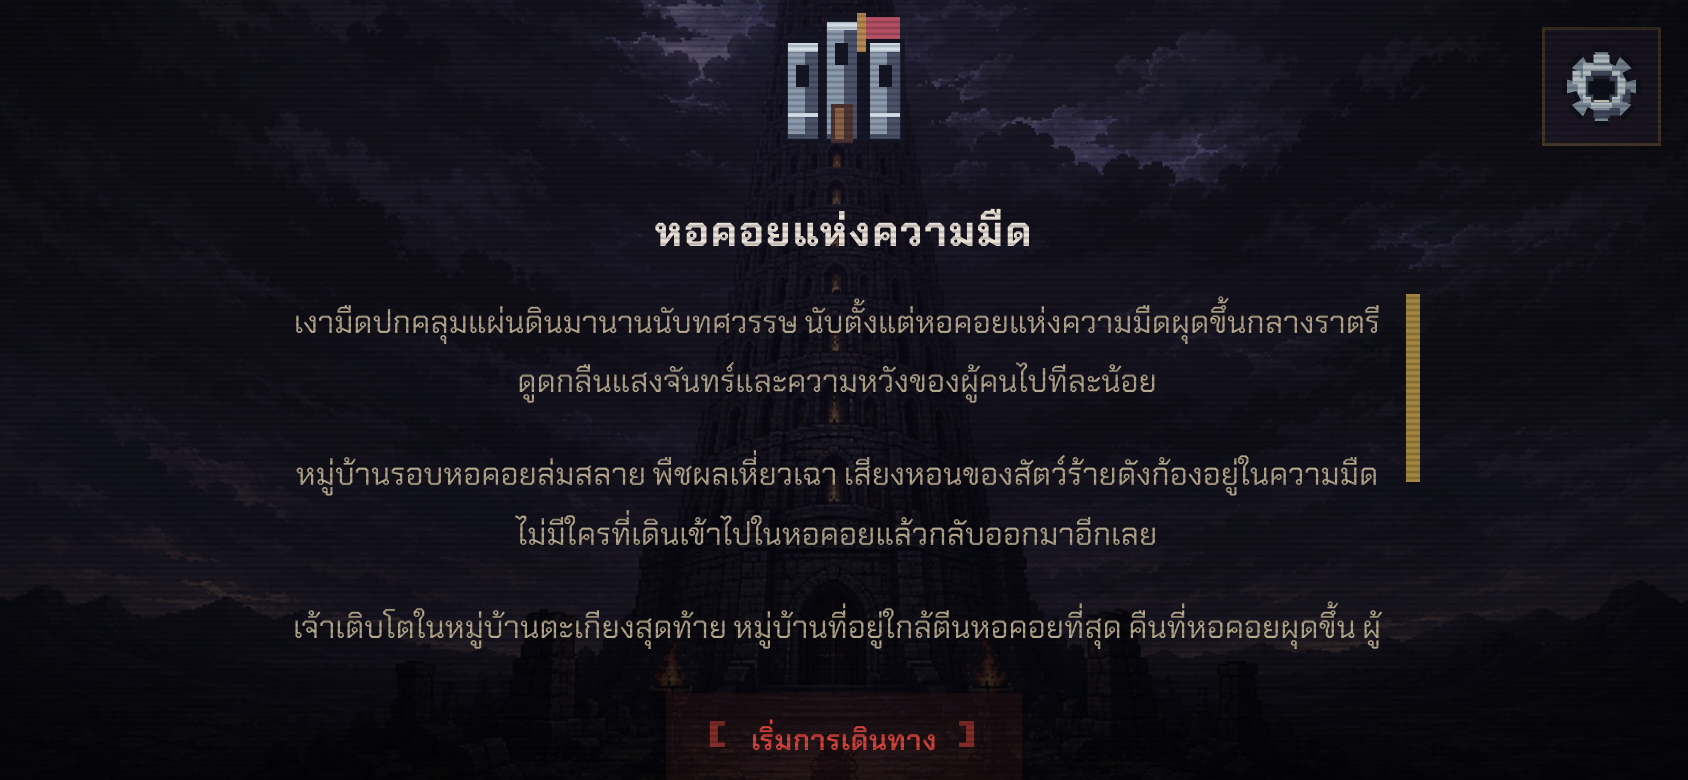 หอคอยแห่งความมืด
เงามืดปกคลุมแผ่นดินมานานนับทศวรรษ นับตั้งแต่หอคอยแห่งความมืดผุดขึ้นกลางราตรี
ดูดกลืนแสงจันทร์และความหวังของผู้คนไปทีละน้อย
หมู่บ้านรอบหอคอยล่มสลาย พืชผลเหี่ยวเฉา เสียงหอนของสัตว์ร้ายดังก้องอยู่ในความมืด
ไม่มีใครที่เดินเข้าไปในหอคอยแล้วกลับออกมาอีกเลย
เจ้าเติบโตในหมู่บ้านตะเกียงสุดท้าย หมู่บ้านที่อยู่ใกล้ตีนหอคอยที่สุด คืนที่หอคอยผุดขึ้น ผู้
[ เริ่มการเดินทาง ]